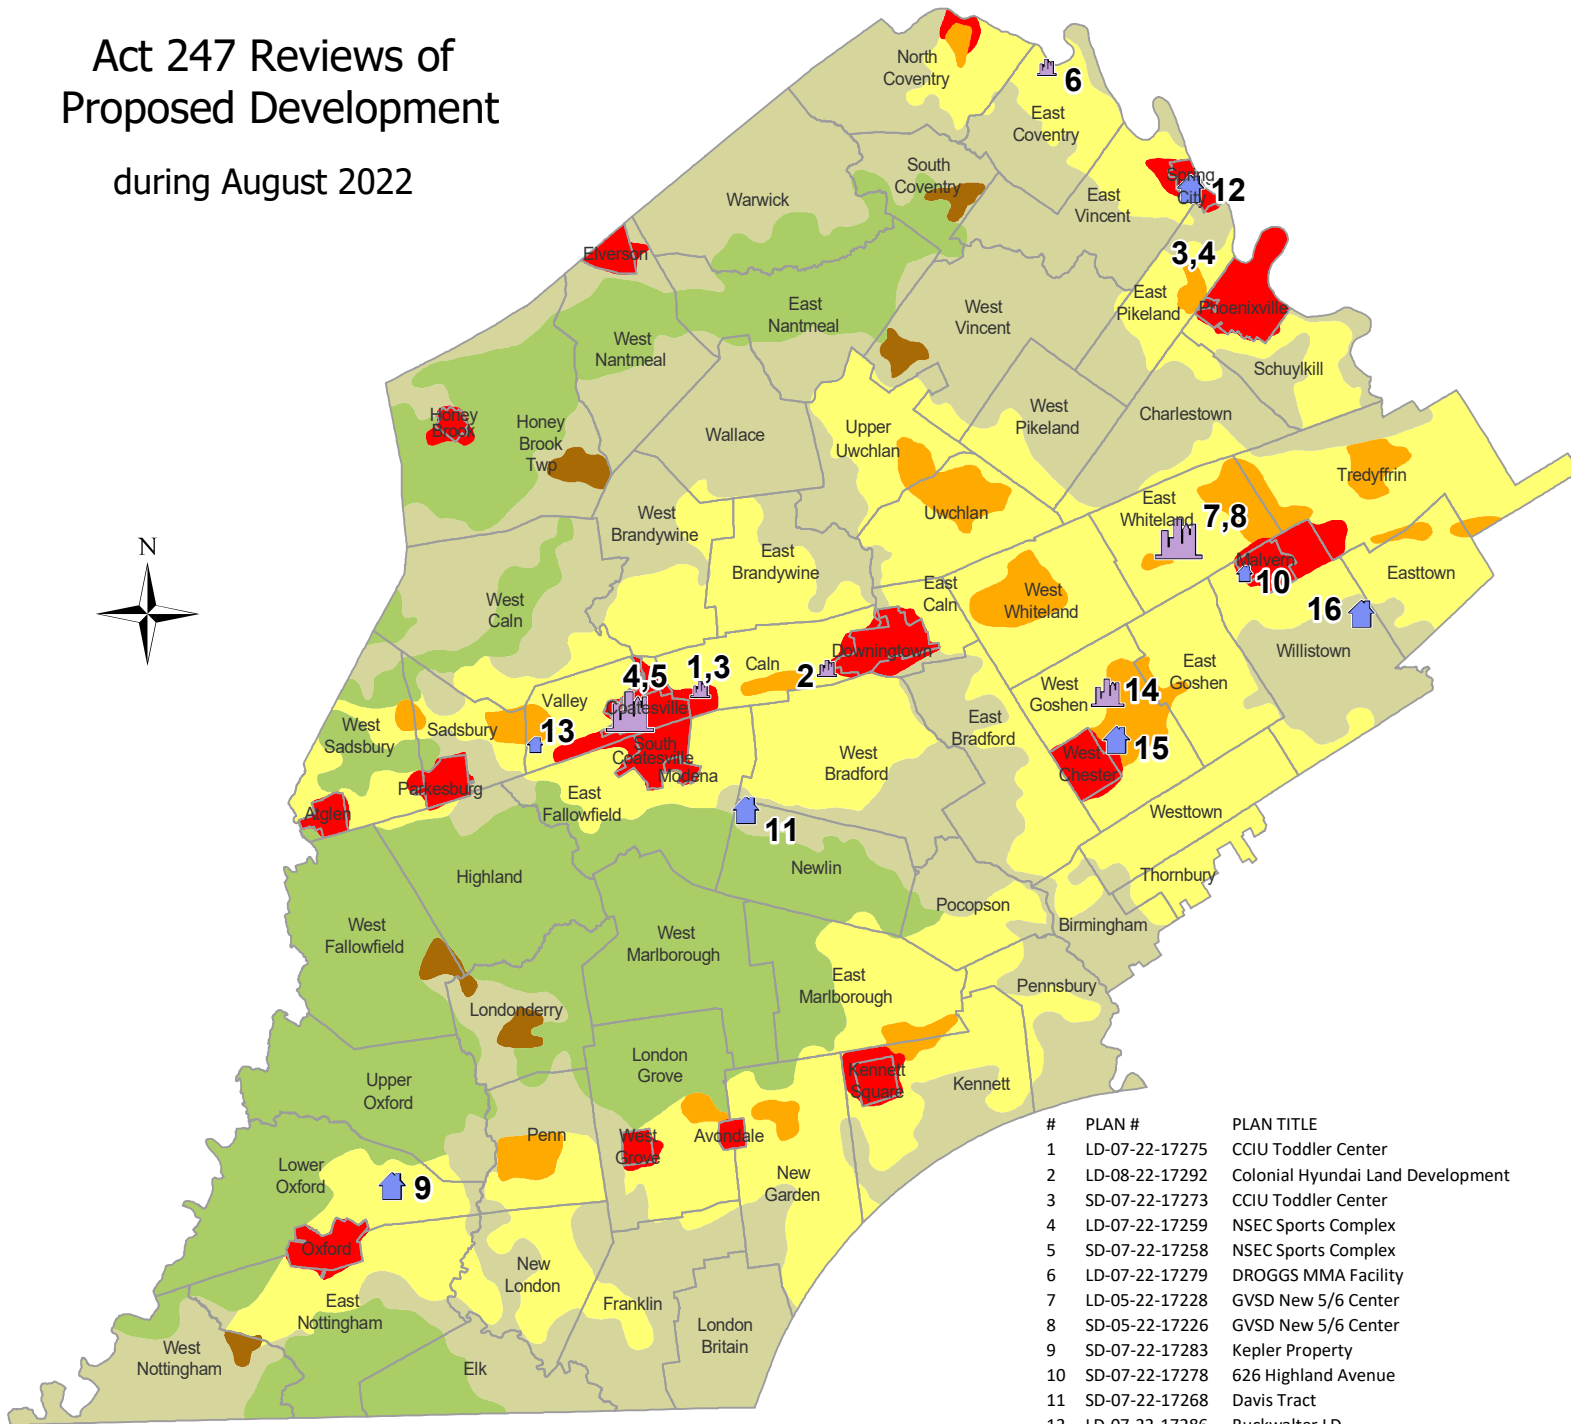 Act 247 Reviews of
Proposed Development
during August 2022
North
Coventry
6
East
Coventry
South
Coventry
Spring
City
12
Warwick
East
Vincent
3,4
Elverson
East
Nantmeal
West
Vincent
East
Pikeland
Phoenixville
West
Nantmeal
Schuylkill
Honey
Brook
Honey
Brook
Twp
Wallace
Upper
Uwchlan
West
Pikeland
Charlestown
Tredyffrin
West
Brandywine
Uwchlan
East
Whiteland
7,8
N
East
Brandywine
Malvern
10
Easttown
West
Caln
East
Caln
West
Whiteland
16
Willistown
Downingtown
Caln
2
1,3
4,5
Valley
Coatesville
East
Goshen
West
Goshen
14
West
Sadsbury
Sadsbury
13
South
Coatesville
Modena
West
Bradford
East
Bradford
15
West
Chester
Parkesburg
Atglen
East
Fallowfield
11
Westtown
Highland
Newlin
Thornbury
West
Fallowfield
West
Marlborough
Pocopson
Birmingham
East
Marlborough
Pennsbury
Londonderry
London
Grove
Kennett
Square
Kennett
Upper
Oxford
Penn
West
Grove
Avondale
Lower
Oxford
9
New
Garden
Oxford
New
London
East
Nottingham
Franklin
London
Britain
West
Nottingham
Elk
# PLAN # PLAN TITLE
1 LD-07-22-17275 CCIU Toddler Center
2 LD-08-22-17292 Colonial Hyundai Land Development
3 SD-07-22-17273 CCIU Toddler Center
4 LD-07-22-17259 NSEC Sports Complex
5 SD-07-22-17258 NSEC Sports Complex
6 LD-07-22-17279 DROGGS MMA Facility
7 LD-05-22-17228 GVSD New 5/6 Center
8 SD-05-22-17226 GVSD New 5/6 Center
9 SD-07-22-17283 Kepler Property
10 SD-07-22-17278 626 Highland Avenue
11 SD-07-22-17268 Davis Tract
12 LD-07-22-17286 Buckwalter LD